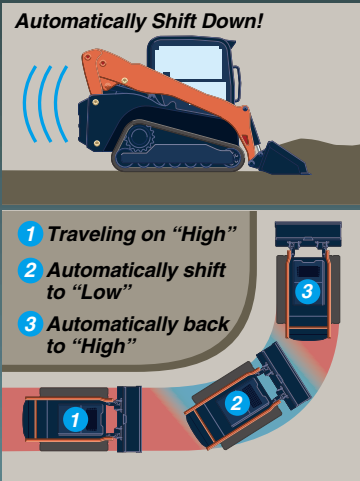 Automatically Shift Down!
1 Traveling on “High”
2 Automatically shift
to “Low”
3 Automatically back
to “High”
3
2
1